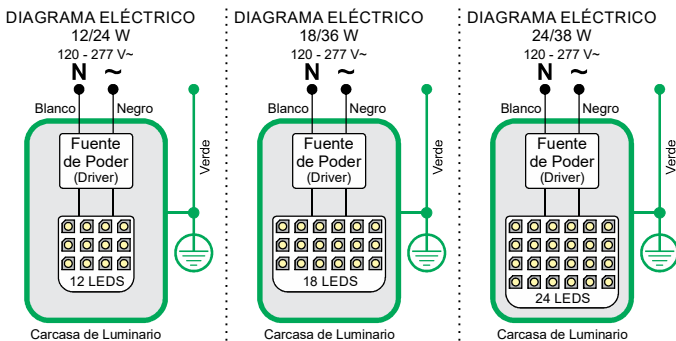 DIAGRAMA ELÉCTRICO
12/24 W
120 - 277 V~
N ~
Blanco
Negro
Fuente
de Poder
(Driver)
Verde
12 LEDS
Carcasa de Luminario
DIAGRAMA ELÉCTRICO
18/36 W
120 - 277 V~
N ~
Blanco
Negro
Fuente
de Poder
(Driver)
Verde
18 LEDS
Carcasa de Luminario
DIAGRAMA ELÉCTRICO
24/38 W
120 - 277 V~
N ~
Blanco
Negro
Fuente
de Poder
(Driver)
Verde
24 LEDS
Carcasa de Luminario